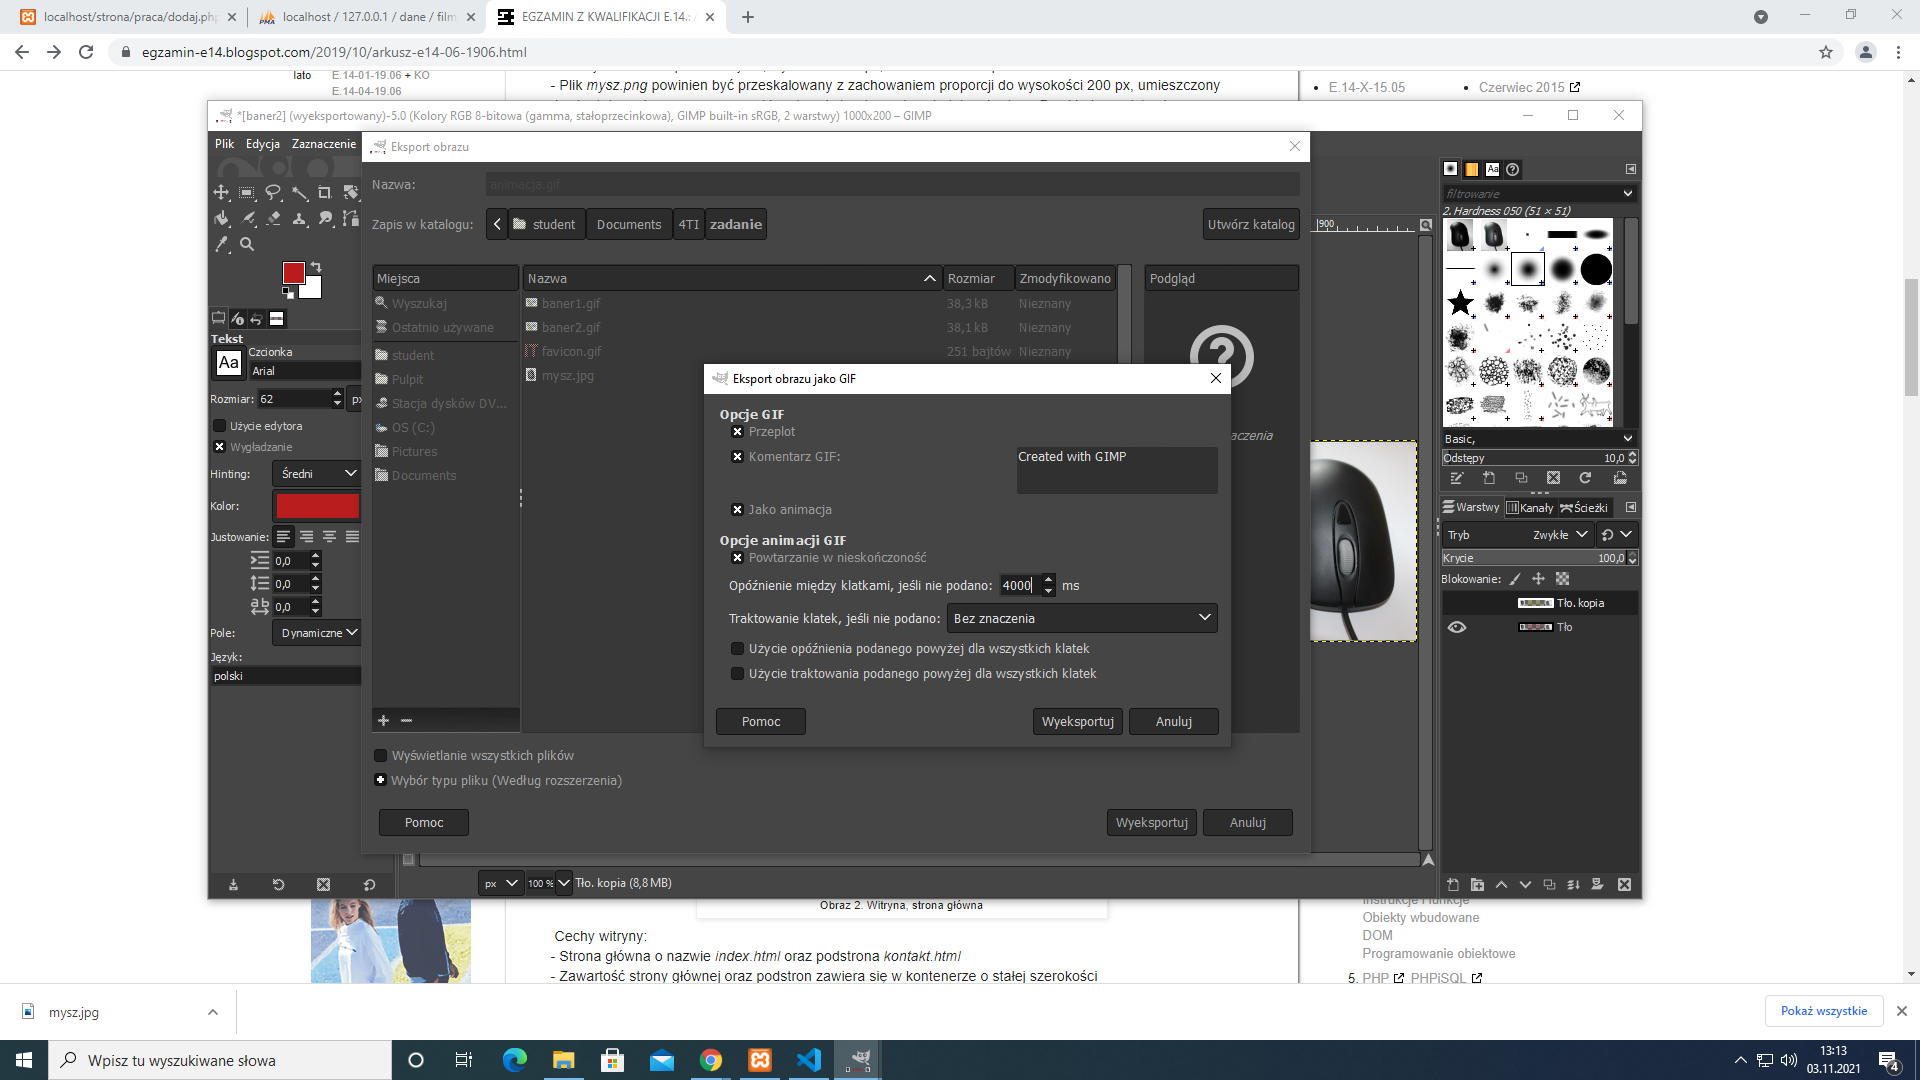 localhost/strona/praca/dodaj.php
localhost / 127.0.0.1 / dane / film
EGZAMIN Z KWALIFIKACJI E.14.:
egzamin-e14.blogspot.com/2019/10/arkusz-e14-06-1906.html
lato
E.14-01-19.06 + KO
E.14-04-19.06
- Plik mysz.png powinien być przeskalowany z zachowaniem proporcji do wysokości 200 px, umieszczony
E.14-X-15.05
Czerwiec 2015
*[baner2] (wyeksportowany)-5.0 (Kolory RGB 8-bitowa (gamma, stałoprzecinkowa), GIMP built-in sRGB, 2 warstwy) 1000x200 – GIMP
Plik Edycja Zaznaczenie
Eksport obrazu
Nazwa:
animacja.gif
Zapis w katalogu:
student
Documents
4TI
zadanie
Utwórz katalog
Miejsca
Wyszukaj
Ostatnio używane
student
Pulpit
Stacja dysków DV...
OS (C:)
Pictures
Documents
Nazwa
Rozmiar
Zmodyfikowano
baner1.gif 38,3 kB Nieznany
baner2.gif 38,1 kB Nieznany
favicon.gif 251 bajtów Nieznany
mysz.jpg
Podgląd
Wyświetlanie wszystkich plików
Wybór typu pliku (Według rozszerzenia)
Pomoc
Wyeksportuj
Anuluj
Eksport obrazu jako GIF
Opcje GIF
Przeplot
Komentarz GIF:
Created with GIMP
Jako animacja
Opcje animacji GIF
Powtarzanie w nieskończoność
Opóźnienie między klatkami, jeśli nie podano:
4000
ms
Traktowanie klatek, jeśli nie podano:
Bez znaczenia
Użycie opóźnienia podanego powyżej dla wszystkich klatek
Użycie traktowania podanego powyżej dla wszystkich klatek
Pomoc
Wyeksportuj
Anuluj
Tekst
Aa
Czcionka
Arial
Rozmiar:
62
px
Użycie edytora
Wygładzanie
Hinting:
Średni
Kolor:
Justowanie:
0,0
0,0
0,0
Pole:
Dynamiczne
Język:
polski
900
px
100 %
Tło. kopia (8,8 MB)
Aa
filtrowanie
2. Hardness 050 (51 × 51)
Basic,
Odstępy
10,0
Warstwy
Kanały
Ścieżki
Tryb
Zwykłe
Krycie
100,0
Blokowanie:
Tło. kopia
Tło
Obraz 2. Witryna, strona główna
Cechy witryny:
- Strona główna o nazwie index.html oraz podstrona kontakt.html
- Zawartość strony głównej oraz podstron zawiera się w kontenerze o stałej szerokości
Instrukcje i funkcje
Obiekty wbudowane
DOM
Programowanie obiektowe
5. PHP PHPiSQL
mysz.jpg
Pokaż wszystkie
Wpisz tu wyszukiwane słowa
13:13
03.11.2021
4